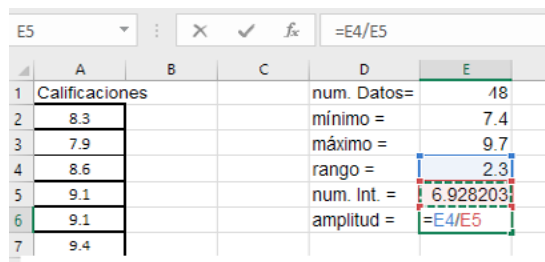 E5 fx =E4/E5
A B C D E
1 Calificaciones num. Datos= 48
2 8.3 mínimo = 7.4
3 7.9 máximo = 9.7
4 8.6 rango = 2.3
5 9.1 num. Int. = 6.928203
6 9.1 amplitud = =E4/E5
7 9.4